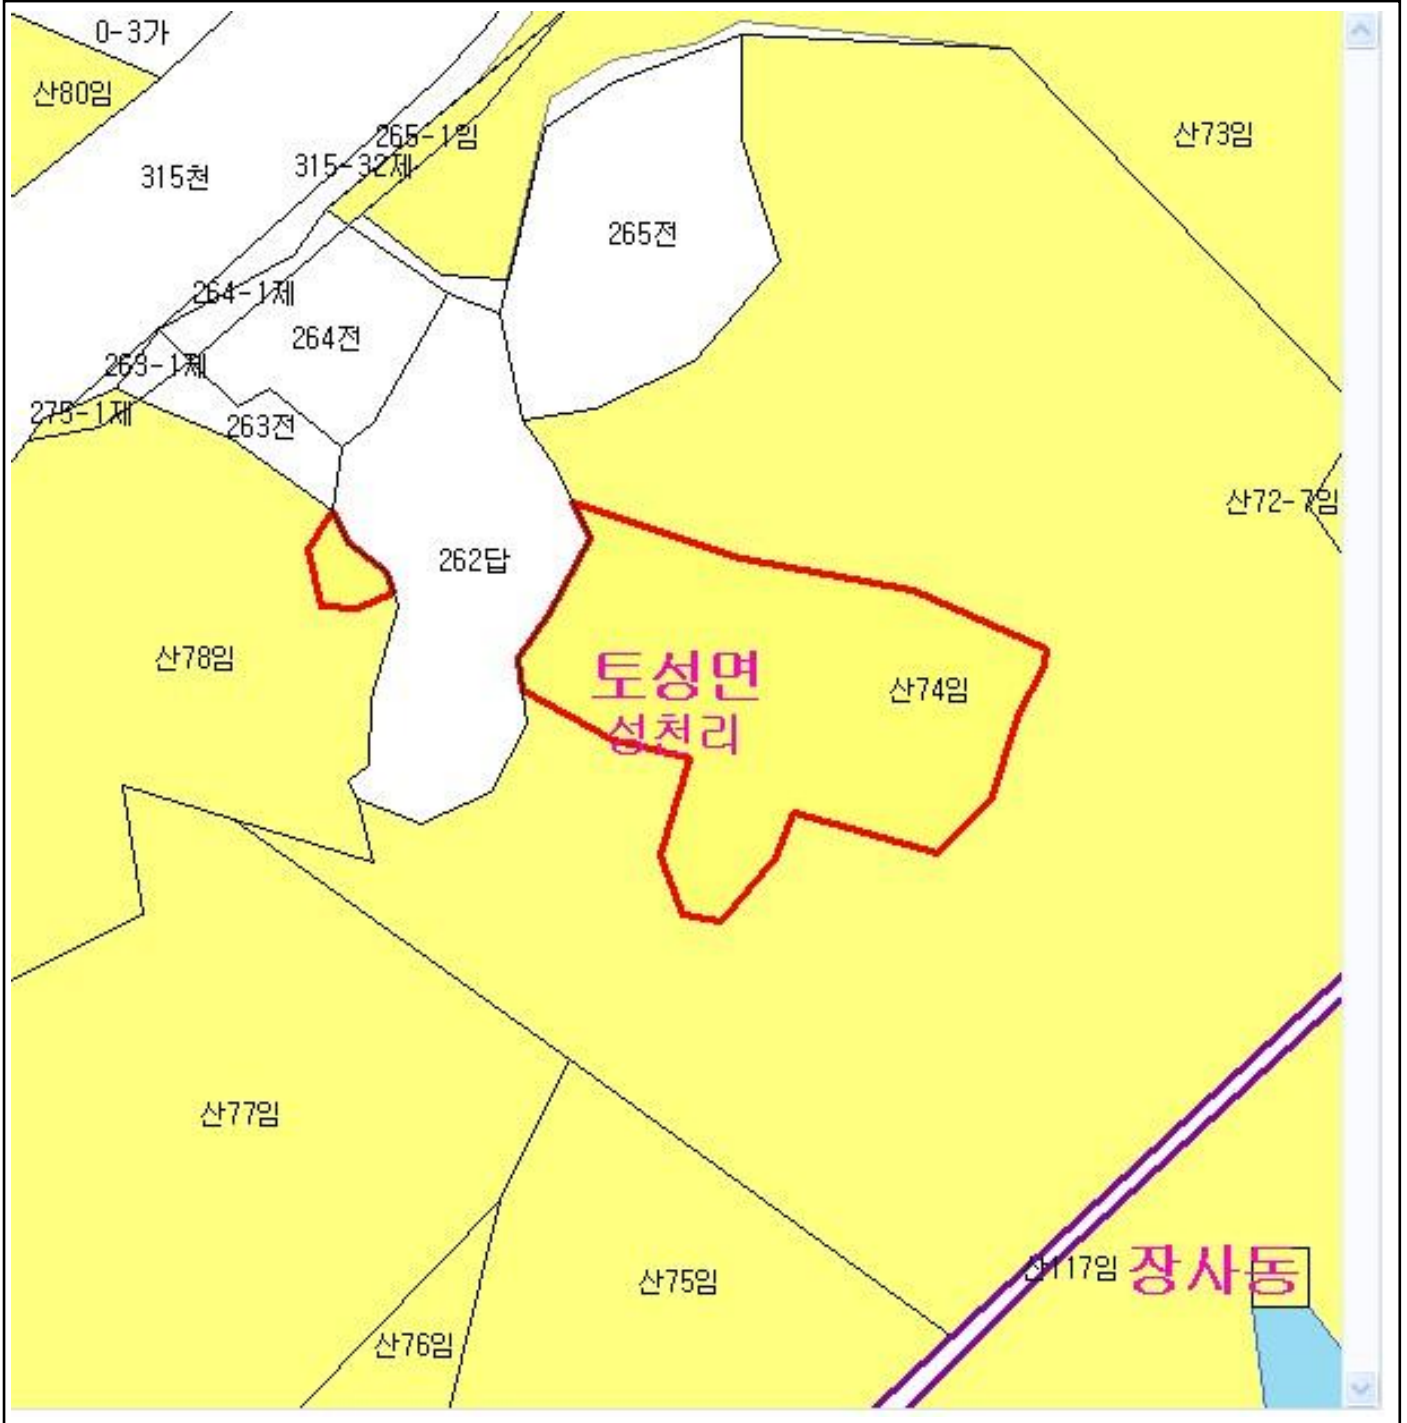 0-3가
산80임
산73임
265-1임
315-32제
315천
265전
264-1제
264전
263-1제
275-1제
263전
산72-7임
262답
산78임
토성면
산74임
성천리
산77임
산117임
장사동
산75임
산76임